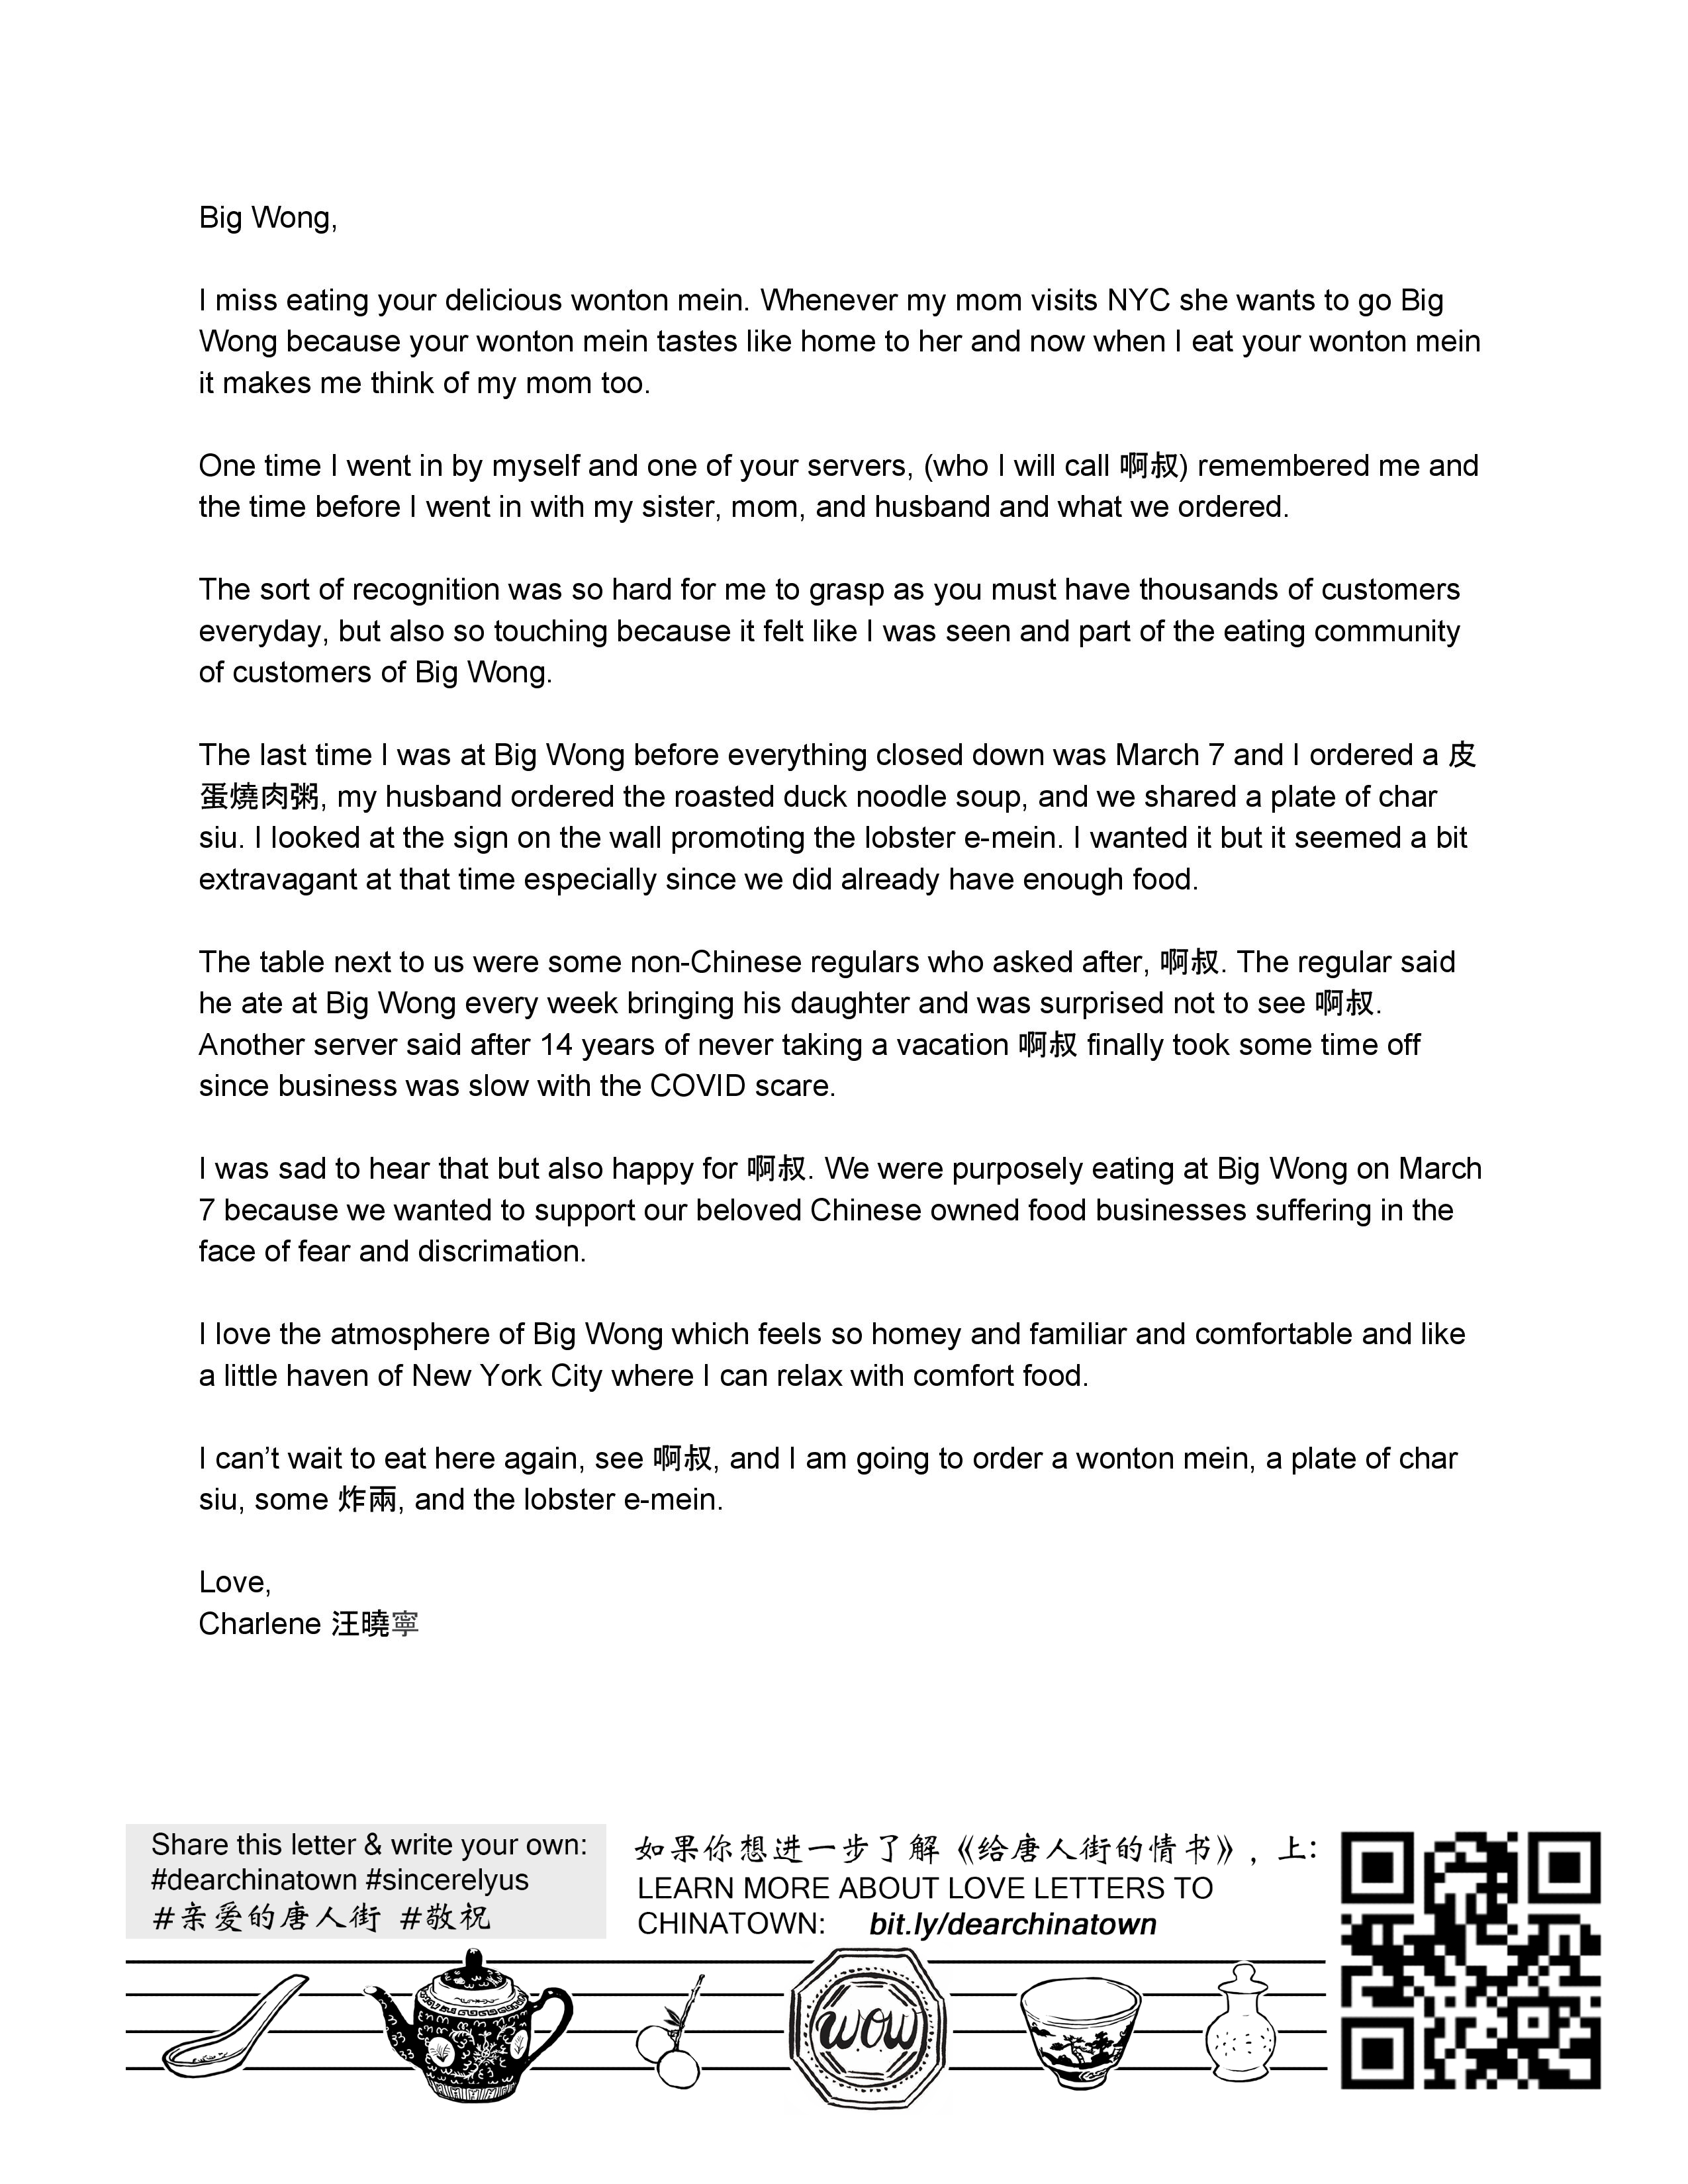 Big Wong,
I miss eating your delicious wonton mein. Whenever my mom visits NYC she wants to go Big
Wong because your wonton mein tastes like home to her and now when I eat your wonton mein
it makes me think of my mom too.
One time I went in by myself and one of your servers, (who I will call 啊叔) remembered me and
the time before I went in with my sister, mom, and husband and what we ordered.
The sort of recognition was so hard for me to grasp as you must have thousands of customers
everyday, but also so touching because it felt like I was seen and part of the eating community
of customers of Big Wong.
The last time I was at Big Wong before everything closed down was March 7 and I ordered a 皮
蛋燒肉粥, my husband ordered the roasted duck noodle soup, and we shared a plate of char
siu. I looked at the sign on the wall promoting the lobster e-mein. I wanted it but it seemed a bit
extravagant at that time especially since we did already have enough food.
The table next to us were some non-Chinese regulars who asked after, 啊叔. The regular said
he ate at Big Wong every week bringing his daughter and was surprised not to see 啊叔.
Another server said after 14 years of never taking a vacation 啊叔 finally took some time off
since business was slow with the COVID scare.
I was sad to hear that but also happy for 啊叔. We were purposely eating at Big Wong on March
7 because we wanted to support our beloved Chinese owned food businesses suffering in the
face of fear and discrimation.
I love the atmosphere of Big Wong which feels so homey and familiar and comfortable and like
a little haven of New York City where I can relax with comfort food.
I can’t wait to eat here again, see 啊叔, and I am going to order a wonton mein, a plate of char
siu, some 炸兩, and the lobster e-mein.
Love,
Charlene 汪曉寧
Share this letter & write your own:
#dearchinatown #sincerelyus
#亲爱的唐人街 #敬祝
如果你想进一步了解《给唐人街的情书》, 上:
LEARN MORE ABOUT LOVE LETTERS TO
CHINATOWN: bit.ly/dearchinatown
W.O.W